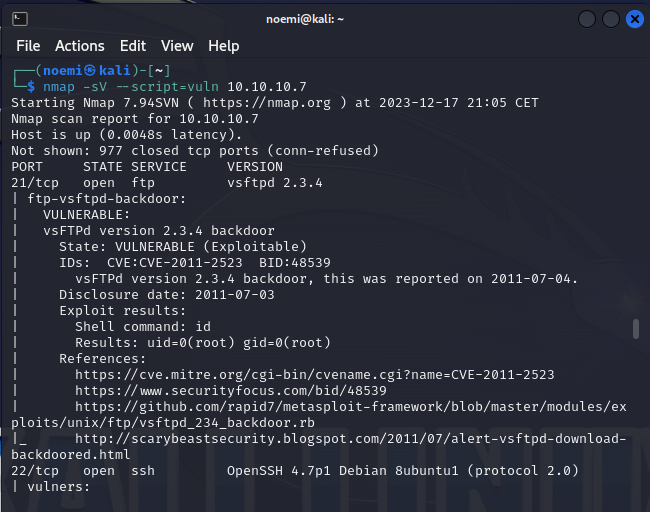 noemi@kali: ~
File Actions Edit View Help
┌──(noemi㉿kali)-[~]
└─$ nmap -sV --script=vuln 10.10.10.7
Starting Nmap 7.94SVN ( https://nmap.org ) at 2023-12-17 21:05 CET
Nmap scan report for 10.10.10.7
Host is up (0.0048s latency).
Not shown: 977 closed tcp ports (conn-refused)
PORT     STATE SERVICE     VERSION
21/tcp   open  ftp         vsftpd 2.3.4
| ftp-vsftpd-backdoor:
|   VULNERABLE:
|   vsFTPd version 2.3.4 backdoor
|     State: VULNERABLE (Exploitable)
|     IDs:  CVE:CVE-2011-2523  BID:48539
|       vsFTPd version 2.3.4 backdoor, this was reported on 2011-07-04.
|     Disclosure date: 2011-07-03
|     Exploit results:
|       Shell command: id
|       Results: uid=0(root) gid=0(root)
|     References:
|       https://cve.mitre.org/cgi-bin/cvename.cgi?name=CVE-2011-2523
|       https://www.securityfocus.com/bid/48539
|       https://github.com/rapid7/metasploit-framework/blob/master/modules/ex
ploits/unix/ftp/vsftpd_234_backdoor.rb
|_      http://scarybeastsecurity.blogspot.com/2011/07/alert-vsftpd-download-
backdoored.html
22/tcp   open  ssh         OpenSSH 4.7p1 Debian 8ubuntu1 (protocol 2.0)
| vulners: